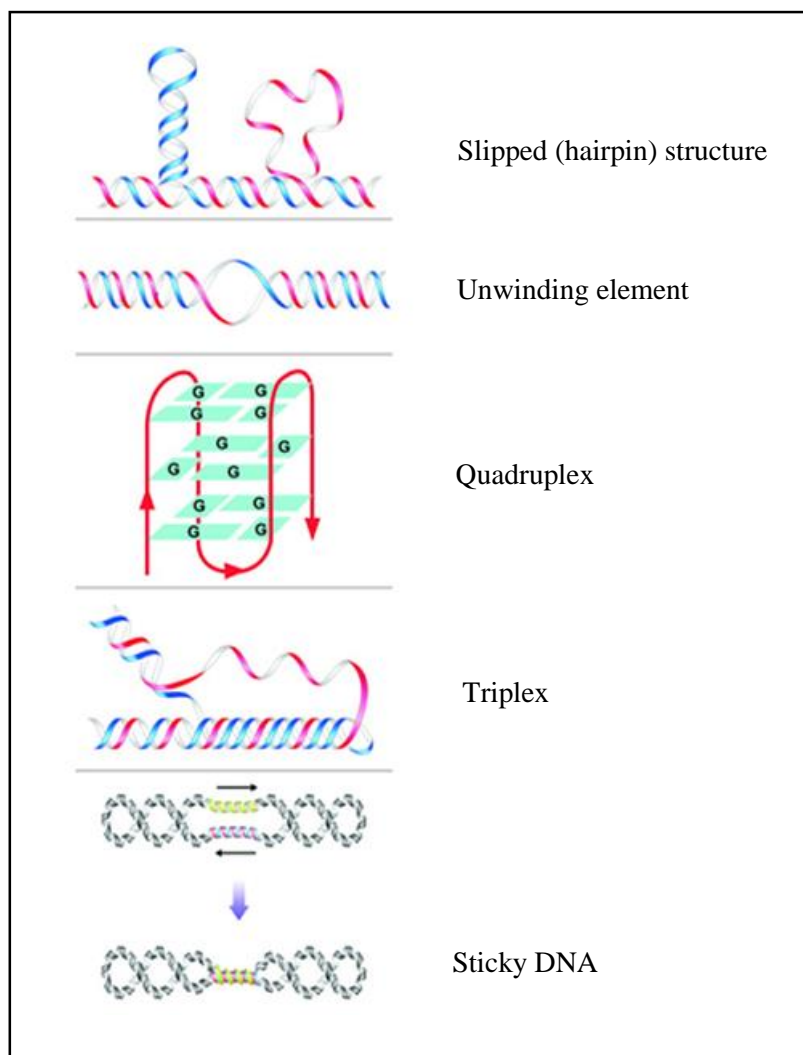 Slipped (hairpin) structure
Unwinding element
G G
G G
G G
G G
G G
G G
Quadruplex
Triplex
Sticky DNA